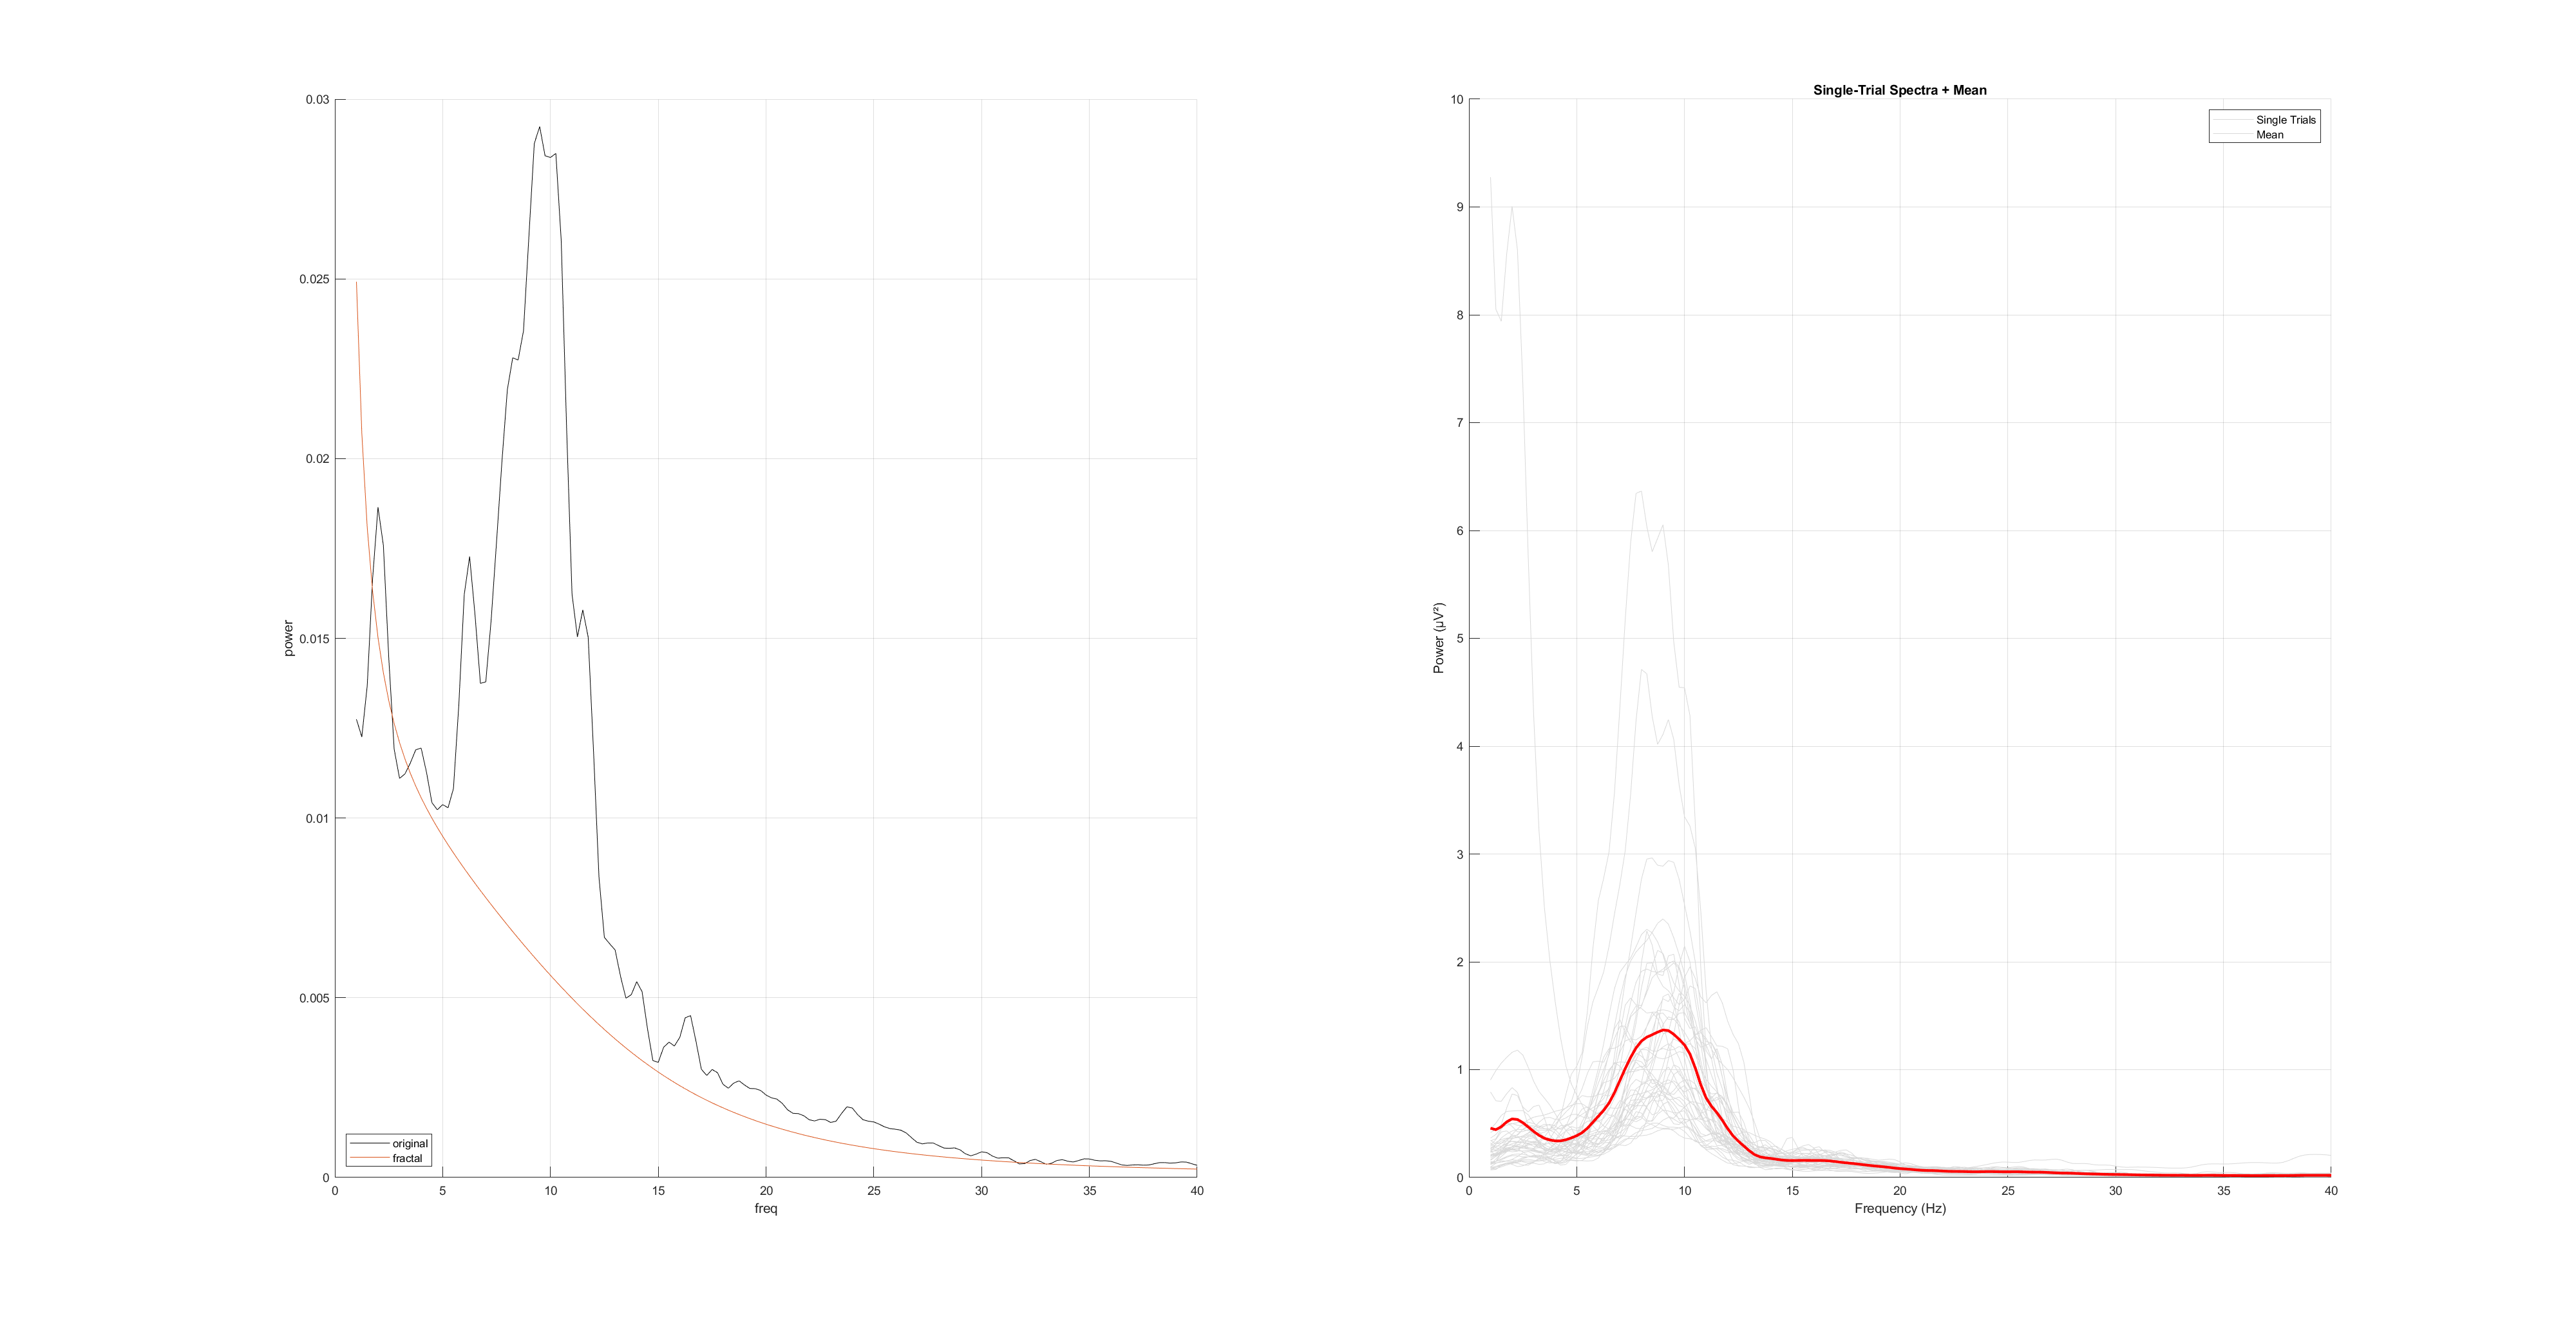 0.03
0.025
0.02
0.015
0.01
0.005
0
power
0 5 10 15 20 25 30 35 40
freq
original
fractal
Single-Trial Spectra + Mean
10
9
8
7
6
5
4
3
2
1
0
Power (µV²)
0 5 10 15 20 25 30 35 40
Frequency (Hz)
Single Trials
Mean